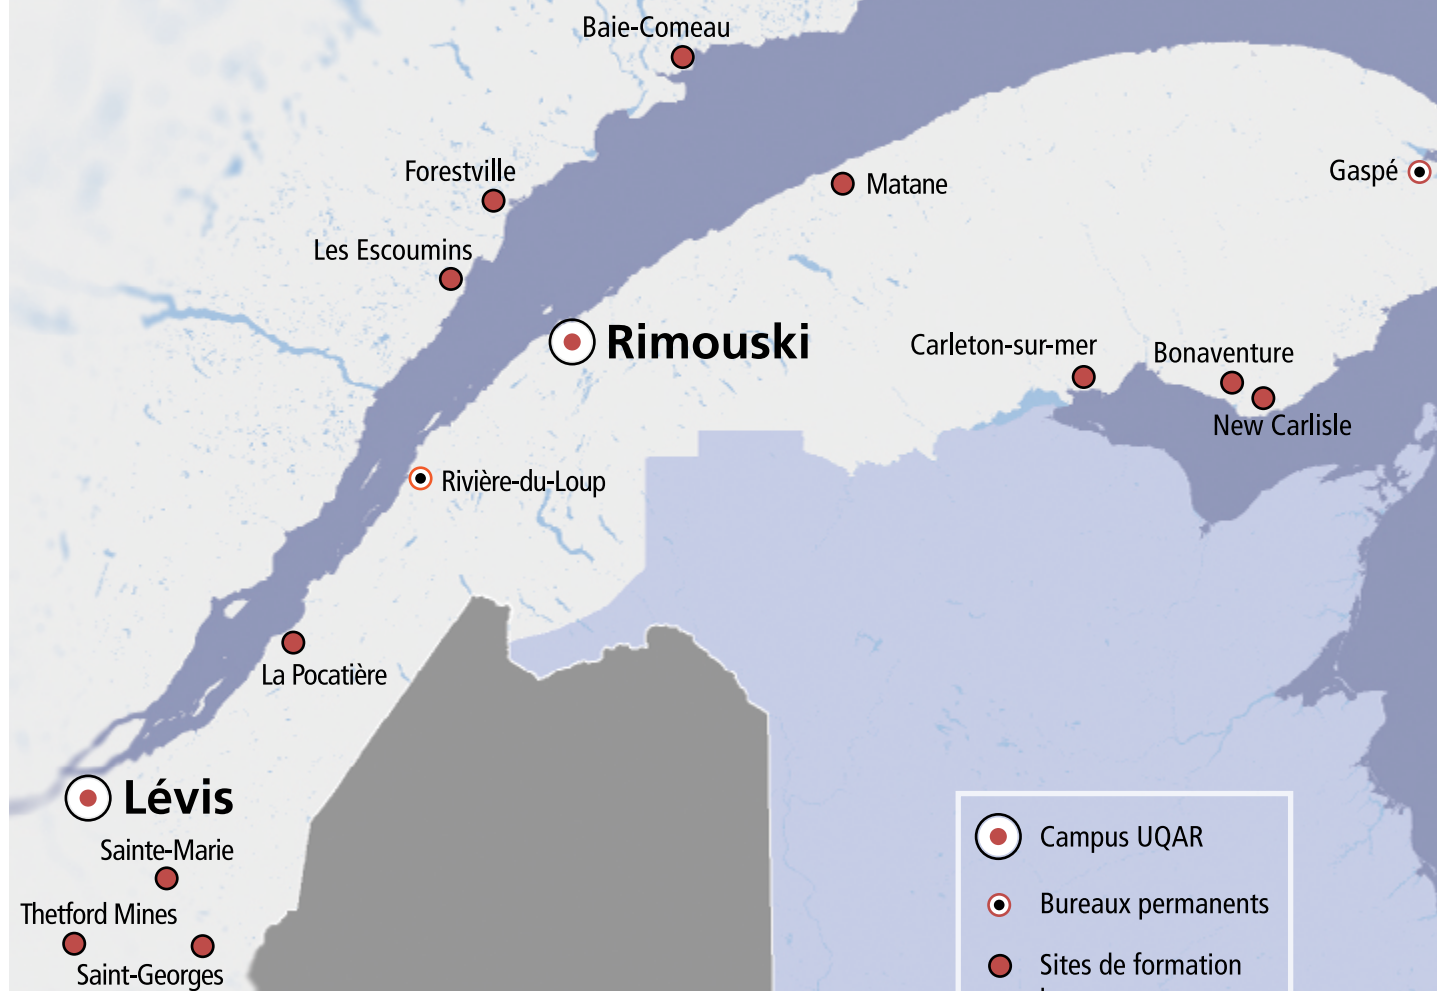 Baie-Comeau
Forestville
Gaspé
Matane
Les Escoumins
Rimouski
Carleton-sur-mer
Bonaventure
New Carlisle
Rivière-du-Loup
La Pocatière
Lévis
Sainte-Marie
Thetford Mines
Saint-Georges
Campus UQAR
Bureaux permanents
Sites de formation